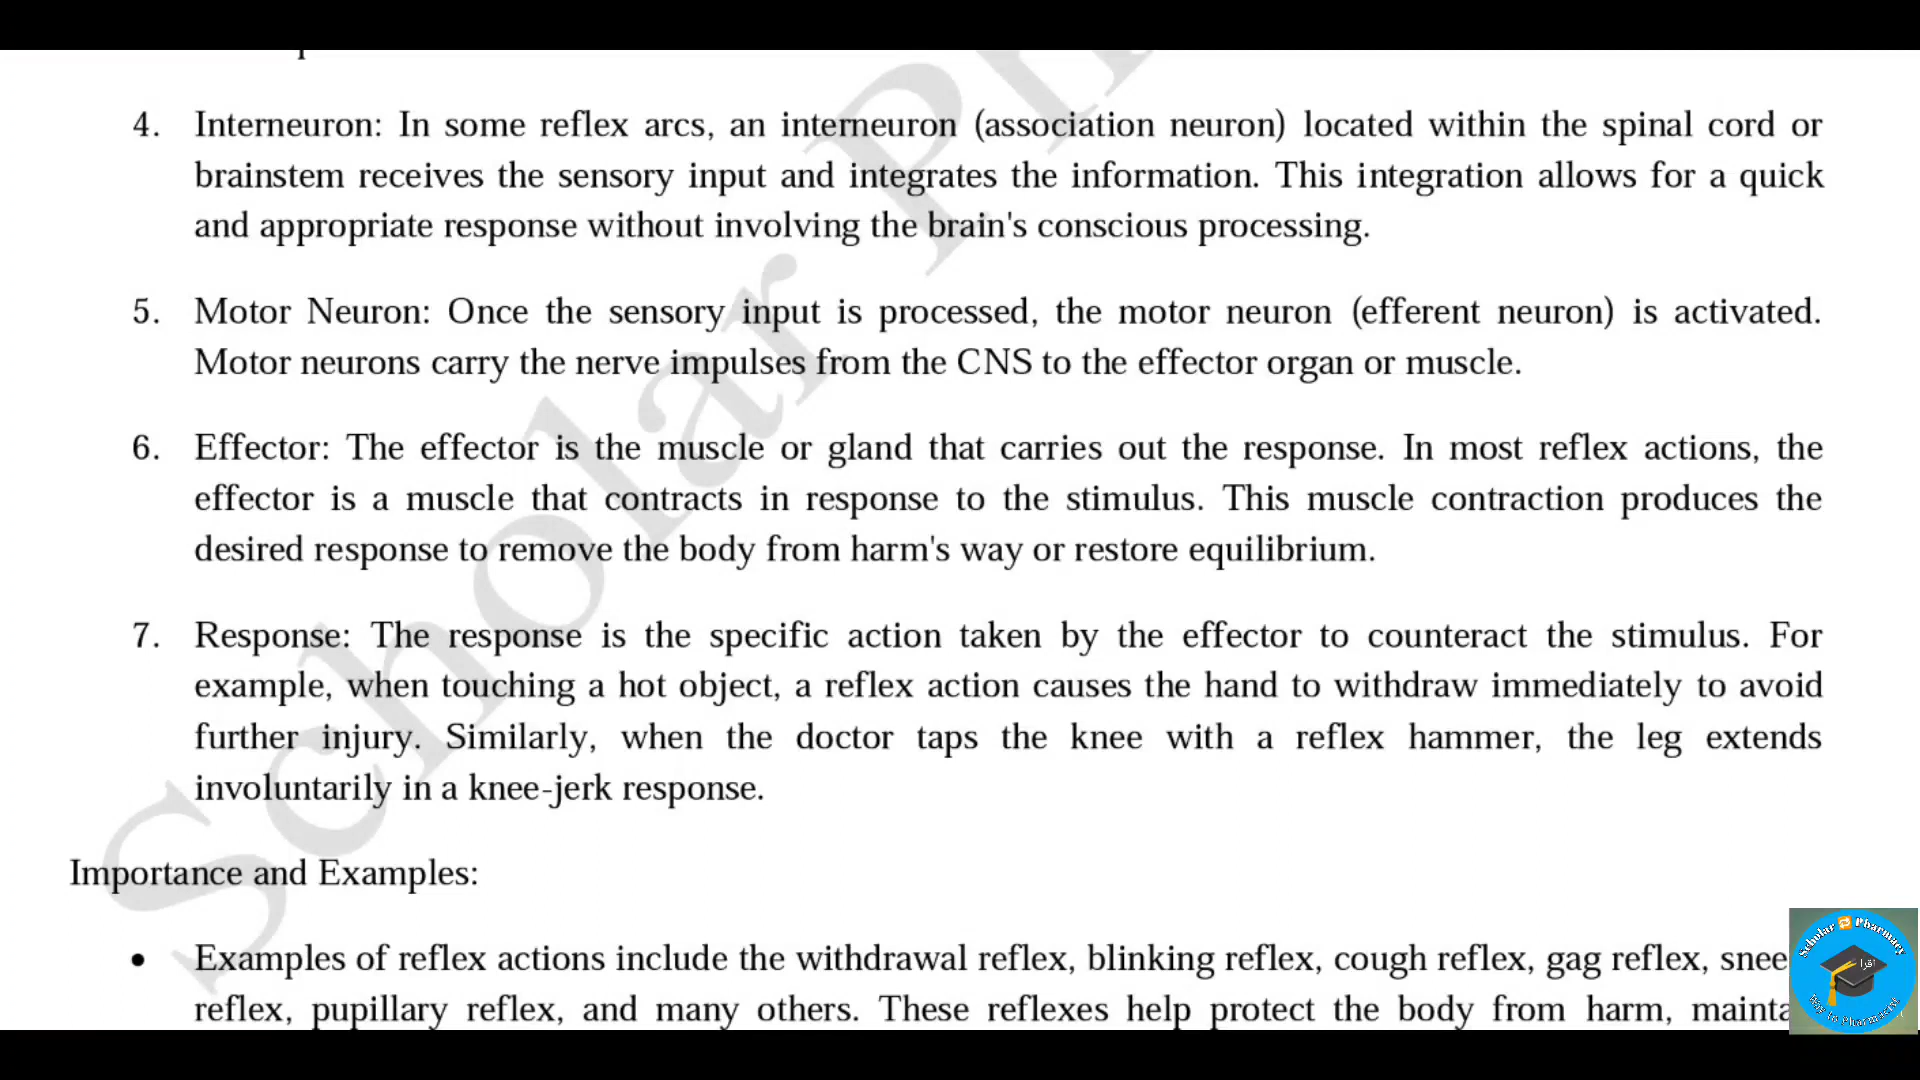 4. Interneuron: In some reflex arcs, an interneuron (association neuron) located within the spinal cord or
brainstem receives the sensory input and integrates the information. This integration allows for a quick
and appropriate response without involving the brain's conscious processing.
5. Motor Neuron: Once the sensory input is processed, the motor neuron (efferent neuron) is activated.
Motor neurons carry the nerve impulses from the CNS to the effector organ or muscle.
6. Effector: The effector is the muscle or gland that carries out the response. In most reflex actions, the
effector is a muscle that contracts in response to the stimulus. This muscle contraction produces the
desired response to remove the body from harm's way or restore equilibrium.
7. Response: The response is the specific action taken by the effector to counteract the stimulus. For
example, when touching a hot object, a reflex action causes the hand to withdraw immediately to avoid
further injury. Similarly, when the doctor taps the knee with a reflex hammer, the leg extends
involuntarily in a knee-jerk response.
Importance and Examples:
• Examples of reflex actions include the withdrawal reflex, blinking reflex, cough reflex, gag reflex, snee
reflex, pupillary reflex, and many others. These reflexes help protect the body from harm, mainta
Scholar Ph
Scholar Pharmacy
اقرا